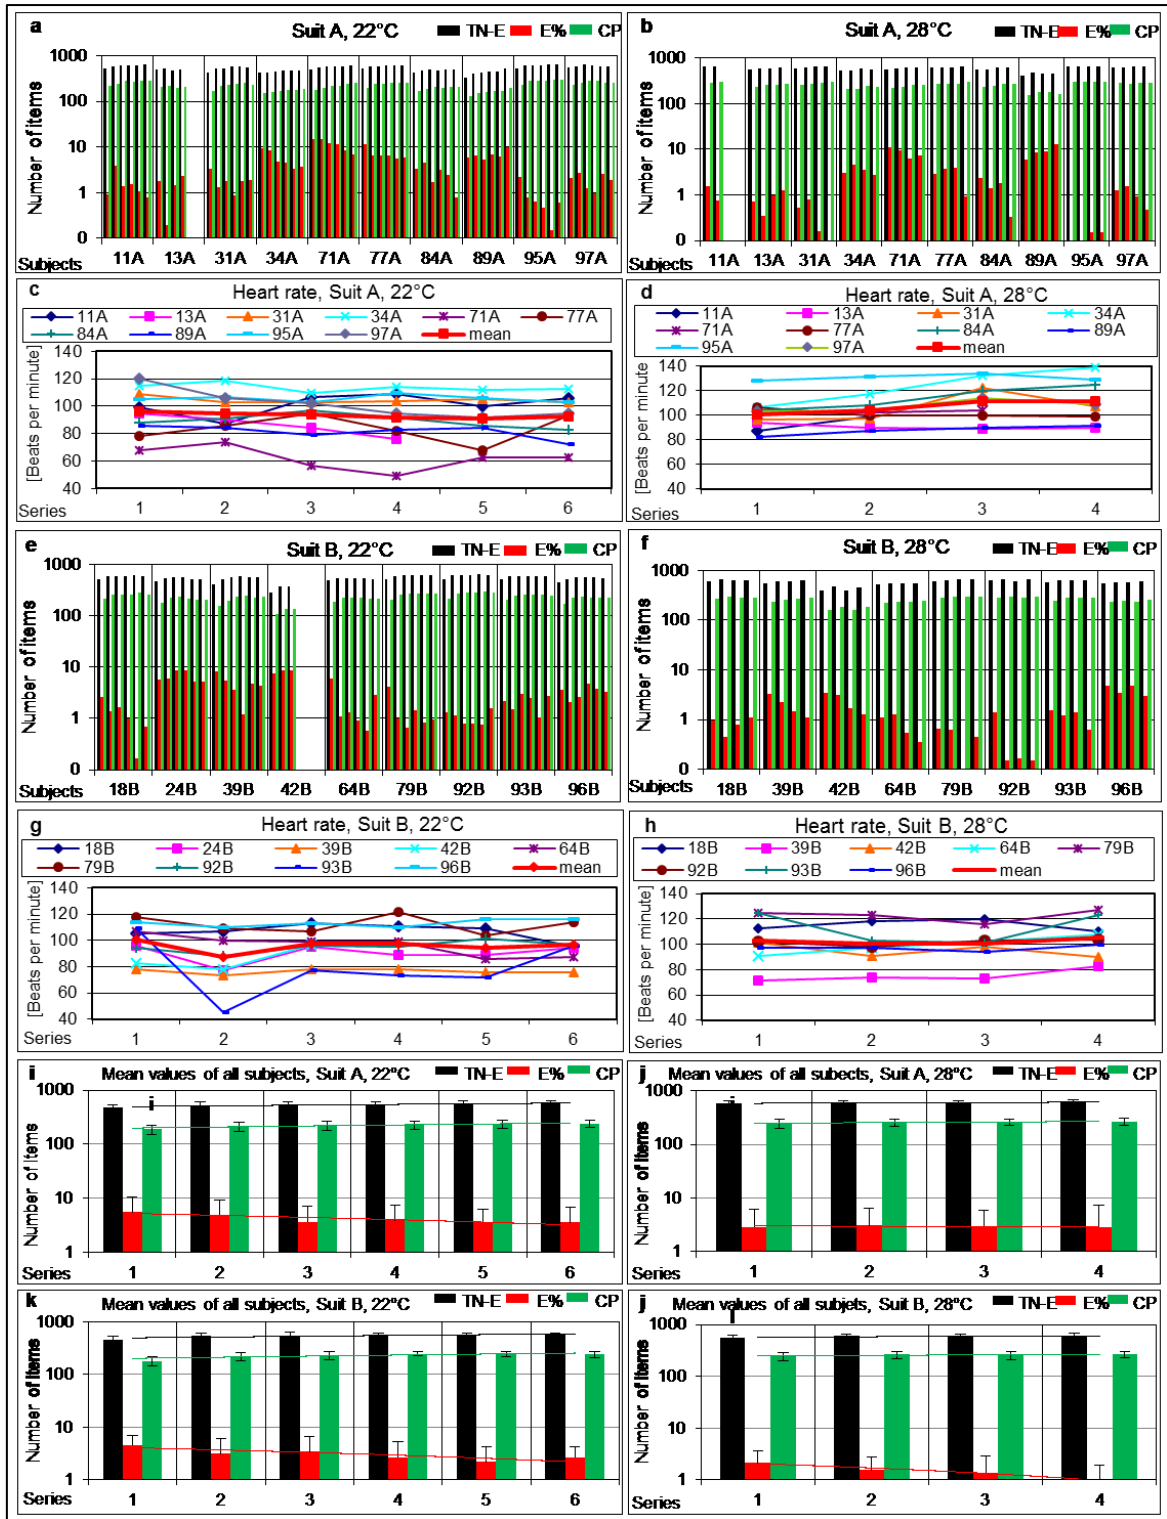 a Suit A, 22°C TN-E E% CP
Number of items
1000
100
10
1
0
Subjects 11A 13A 31A 34A 71A 77A 84A 89A 95A 97A
b Suit A, 28°C TN-E E% CP
Number of items
1000
100
10
1
0
Subjects 11A 13A 31A 34A 71A 77A 84A 89A 95A 97A
c Heart rate, Suit A, 22°C
11A 13A 31A 34A 71A 77A
84A 89A 95A 97A mean
[Beats per minute]
140
120
100
80
60
40
Series 1 2 3 4 5 6
d Heart rate, Suit A, 28°C
11A 13A 31A 34A
71A 77A 84A 89A
95A 97A mean
[Beats per minute]
140
120
100
80
60
40
Series 1 2 3 4
e Suit B, 22°C TN-E E% CP
Number of items
1000
100
10
1
0
Subjects 18B 24B 39B 42B 64B 79B 92B 93B 96B
f Suit B, 28°C TN-E E% CP
Number of items
1000
100
10
1
0
Subjects 18B 39B 42B 64B 79B 92B 93B 96B
g Heart rate, Suit B, 22°C
18B 24B 39B 42B 64B
79B 92B 93B 96B mean
[Beats per minute]
140
120
100
80
60
40
Series 1 2 3 4 5 6
h Heart rate, Suit B, 28°C
18B 39B 42B 64B 79B
92B 93B 96B mean
[Beats per minute]
140
120
100
80
60
40
Series 1 2 3 4
i Mean values of all subjects, Suit A, 22°C TN-E E% CP
i
Number of items
1000
100
10
1
Series 1 2 3 4 5 6
j Mean values of all subects, Suit A, 28°C TN-E E% CP
i
Number of items
1000
100
10
1
Series 1 2 3 4
k Mean values of all subjects, Suit B, 22°C TN-E E% CP
Number of items
1000
100
10
1
Series 1 2 3 4 5 6
j Mean values of all subjets, Suit B, 28°C TN-E E% CP
Number of items
1000
100
10
1
Series 1 2 3 4